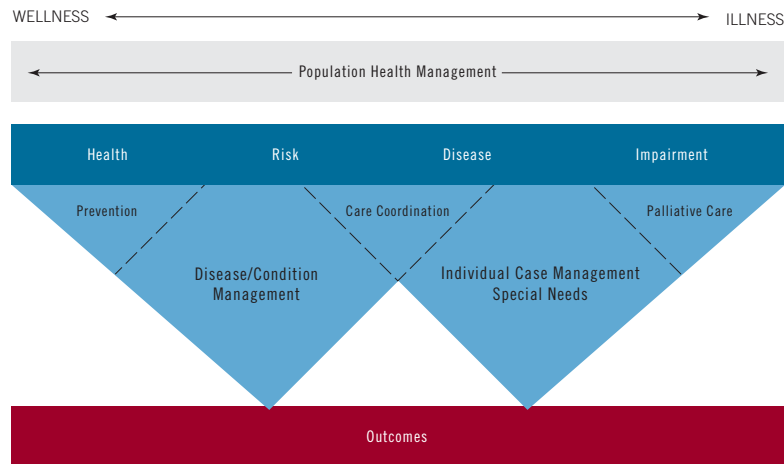 WELLNESS
ILLNESS
Population Health Management
Health
Risk
Disease
Impairment
Prevention
Care Coordination
Palliative Care
Disease/Condition
Management
Individual Case Management
Special Needs
Outcomes